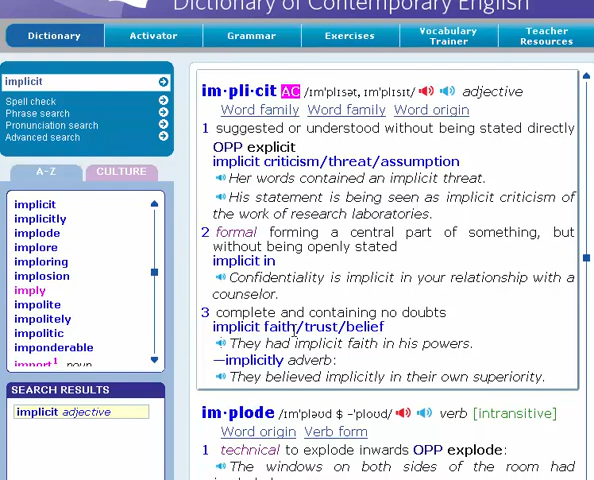 Dictionary of Contemporary English
Dictionary
Activator
Grammar
Exercises
Vocabulary
Trainer
Teacher
Resources
implicit
Spell check
Phrase search
Pronunciation search
Advanced search
A-Z
CULTURE
implicit
implicitly
implode
implore
imploring
implosion
imply
impolite
impolitely
impolitic
imponderable
import¹ noun
SEARCH RESULTS
implicit adjective
im·pli·cit AC /ɪmˈplɪsət, ɪmˈplɪsɪt/ adjective
Word family Word family Word origin
1 suggested or understood without being stated directly
OPP explicit
implicit criticism/threat/assumption
Her words contained an implicit threat.
His statement is being seen as implicit criticism of
the work of research laboratories.
2 formal forming a central part of something, but
without being openly stated
implicit in
Confidentiality is implicit in your relationship with a
counselor.
3 complete and containing no doubts
implicit faith/trust/belief
They had implicit faith in his powers.
—implicitly adverb:
They believed implicitly in their own superiority.
im·plode /ɪmˈpləʊd $ -ˈploʊd/ verb [intransitive]
Word origin Verb form
1 technical to explode inwards OPP explode:
The windows on both sides of the room had